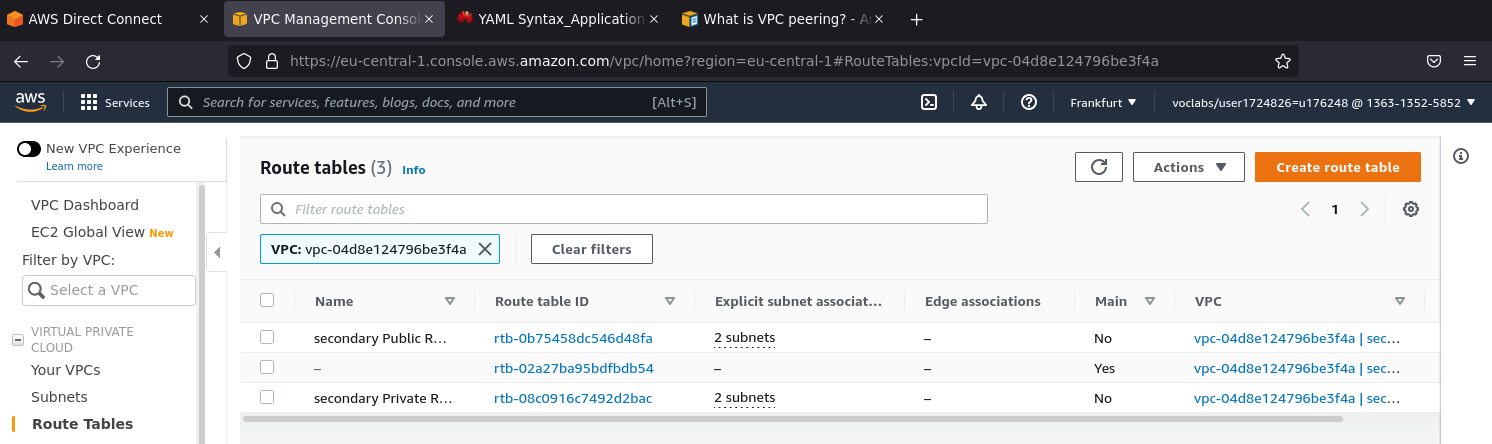 AWS Direct Connect
VPC Management Consol
YAML Syntax_Application
What is VPC peering? - A
https://eu-central-1.console.aws.amazon.com/vpc/home?region=eu-central-1#RouteTables:vpcId=vpc-04d8e124796be3f4a
aws
Services
Search for services, features, blogs, docs, and more
[Alt+S]
Frankfurt
voclabs/user1724826=u176248 @ 1363-1352-5852
New VPC Experience
Learn more
VPC Dashboard
EC2 Global View New
Filter by VPC:
Select a VPC
VIRTUAL PRIVATE
CLOUD
Your VPCs
Subnets
Route Tables
Route tables (3) Info
Actions
Create route table
Filter route tables
1
VPC: vpc-04d8e124796be3f4a
Clear filters
Name Route table ID Explicit subnet associat... Edge associations Main VPC
secondary Public R... rtb-0b75458dc546d48fa 2 subnets – – No vpc-04d8e124796be3f4a | sec...
– rtb-02a27ba95bdfbdb54 – – Yes vpc-04d8e124796be3f4a | sec...
secondary Private R... rtb-08c0916c7492d2bac 2 subnets – No vpc-04d8e124796be3f4a | sec...